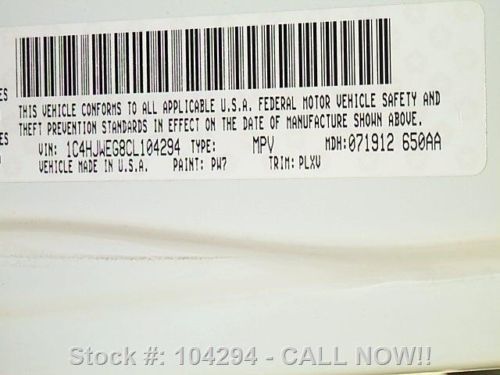 ES
THIS VEHICLE CONFORMS TO ALL APPLICABLE U.S.A. FEDERAL MOTOR VEHICLE SAFETY AND
ES
THEFT PREVENTION STANDARDS IN EFFECT ON THE DATE OF MANUFACTURE SHOWN ABOVE.
VIN: 1C4HJWEG8CL104294 TYPE: MPV MDH: 071912 650AA
VEHICLE MADE IN U.S.A. PAINT: PW7 TRIM: PLXV
Stock #: 104294 - CALL NOW!!